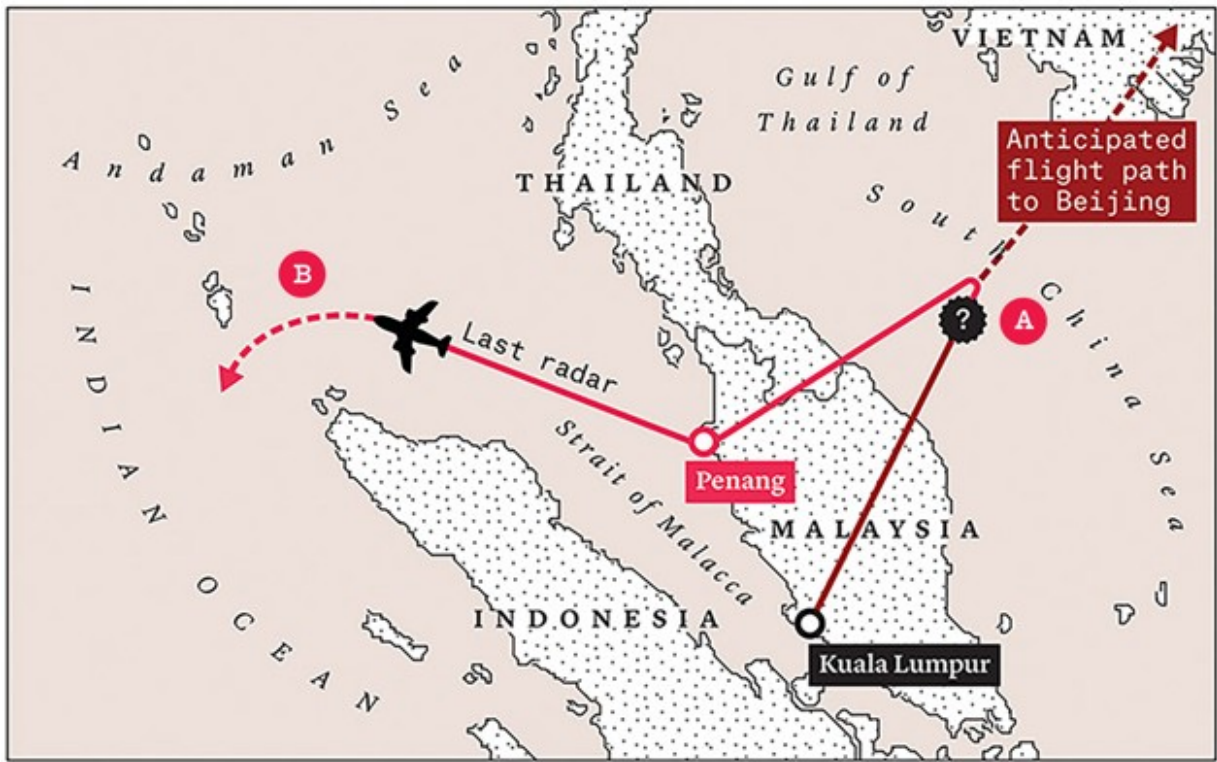 VIETNAM
Gulf of
Thailand
Andaman Sea
Anticipated
flight path
to Beijing
THAILAND
South China Sea
B
?
A
INDIAN OCEAN
Last radar
Strait of Malacca
Penang
MALAYSIA
INDONESIA
Kuala Lumpur